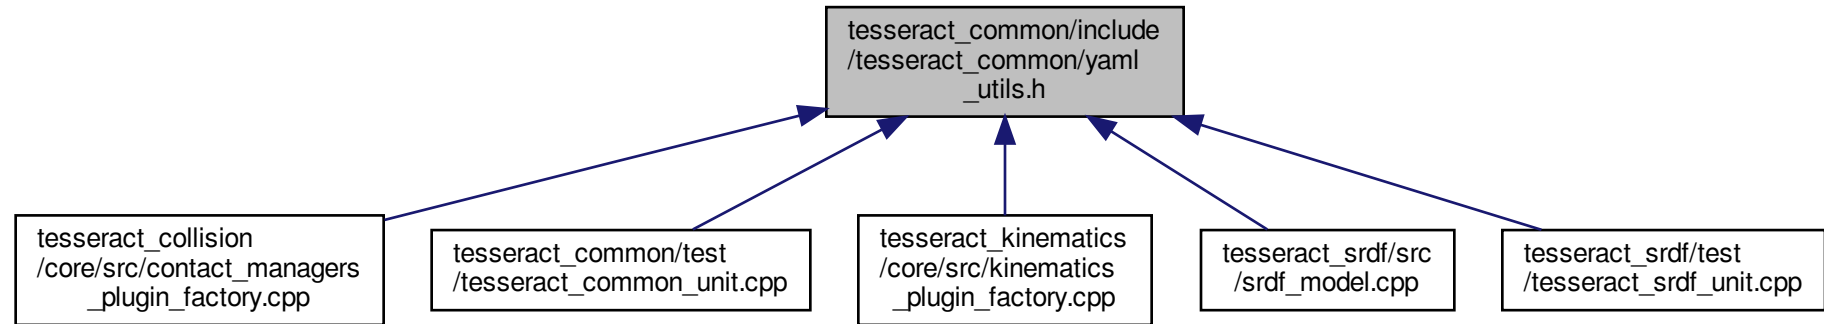 tesseract_common/include
/tesseract_common/yaml
_utils.h
tesseract_collision
/core/src/contact_managers
_plugin_factory.cpp
tesseract_common/test
/tesseract_common_unit.cpp
tesseract_kinematics
/core/src/kinematics
_plugin_factory.cpp
tesseract_srdf/src
/srdf_model.cpp
tesseract_srdf/test
/tesseract_srdf_unit.cpp